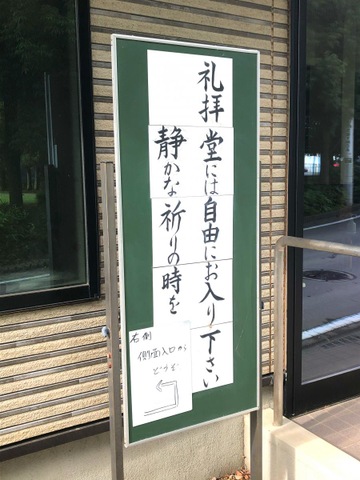 礼拝堂には自由にお入り下さい
静かな祈りの時を
右側
側面入口から
どうぞ